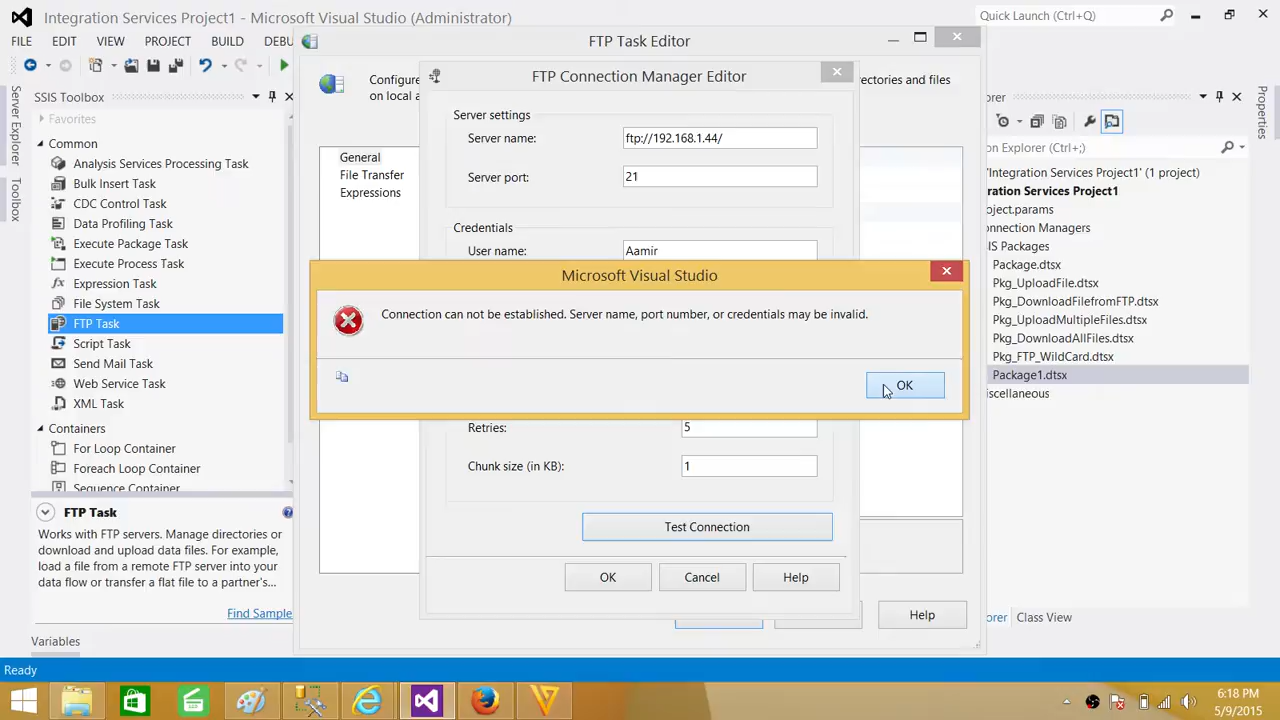 Integration Services Project1 - Microsoft Visual Studio (Administrator)
Quick Launch (Ctrl+Q)
FILE EDIT VIEW PROJECT BUILD DEBU
FTP Task Editor
SSIS Toolbox
Favorites
Common
Analysis Services Processing Task
Bulk Insert Task
CDC Control Task
Data Profiling Task
Execute Package Task
Execute Process Task
Expression Task
File System Task
FTP Task
Script Task
Send Mail Task
Web Service Task
XML Task
Containers
For Loop Container
Foreach Loop Container
Sequence Container
FTP Task
Works with FTP servers. Manage directories or download and upload data files. For example,
load a file from a remote FTP server into your
data flow or transfer a flat file to a partner's...
Find Sample
Variables
Server Explorer
Toolbox
Configure
on local a
ectories and files
General
File Transfer
Expressions
FTP Connection Manager Editor
Server settings
Server name: ftp://192.168.1.44/
Server port: 21
Credentials
User name: Aamir
Microsoft Visual Studio
Connection can not be established. Server name, port number, or credentials may be invalid.
OK
Retries: 5
Chunk size (in KB): 1
Test Connection
OK Cancel Help
Help
orer
n Explorer (Ctrl+;)
'Integration Services Project1' (1 project)
gration Services Project1
oject.params
onnection Managers
IS Packages
Package.dtsx
Pkg_UploadFile.dtsx
Pkg_DownloadFilefromFTP.dtsx
Pkg_UploadMultipleFiles.dtsx
Pkg_DownloadAllFiles.dtsx
Pkg_FTP_WildCard.dtsx
Package1.dtsx
iscellaneous
orer Class View
Properties
Ready
6:18 PM
5/9/2015